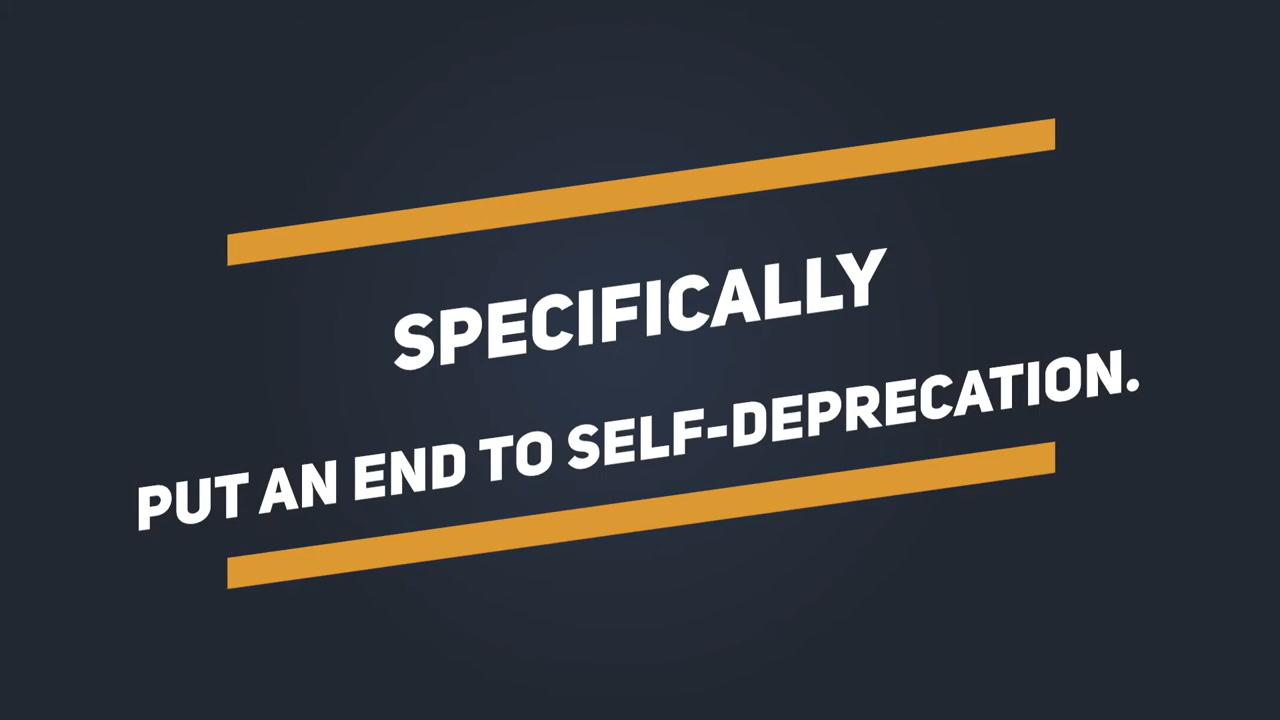 SPECIFICALLY
PUT AN END TO SELF-DEPRECATION.